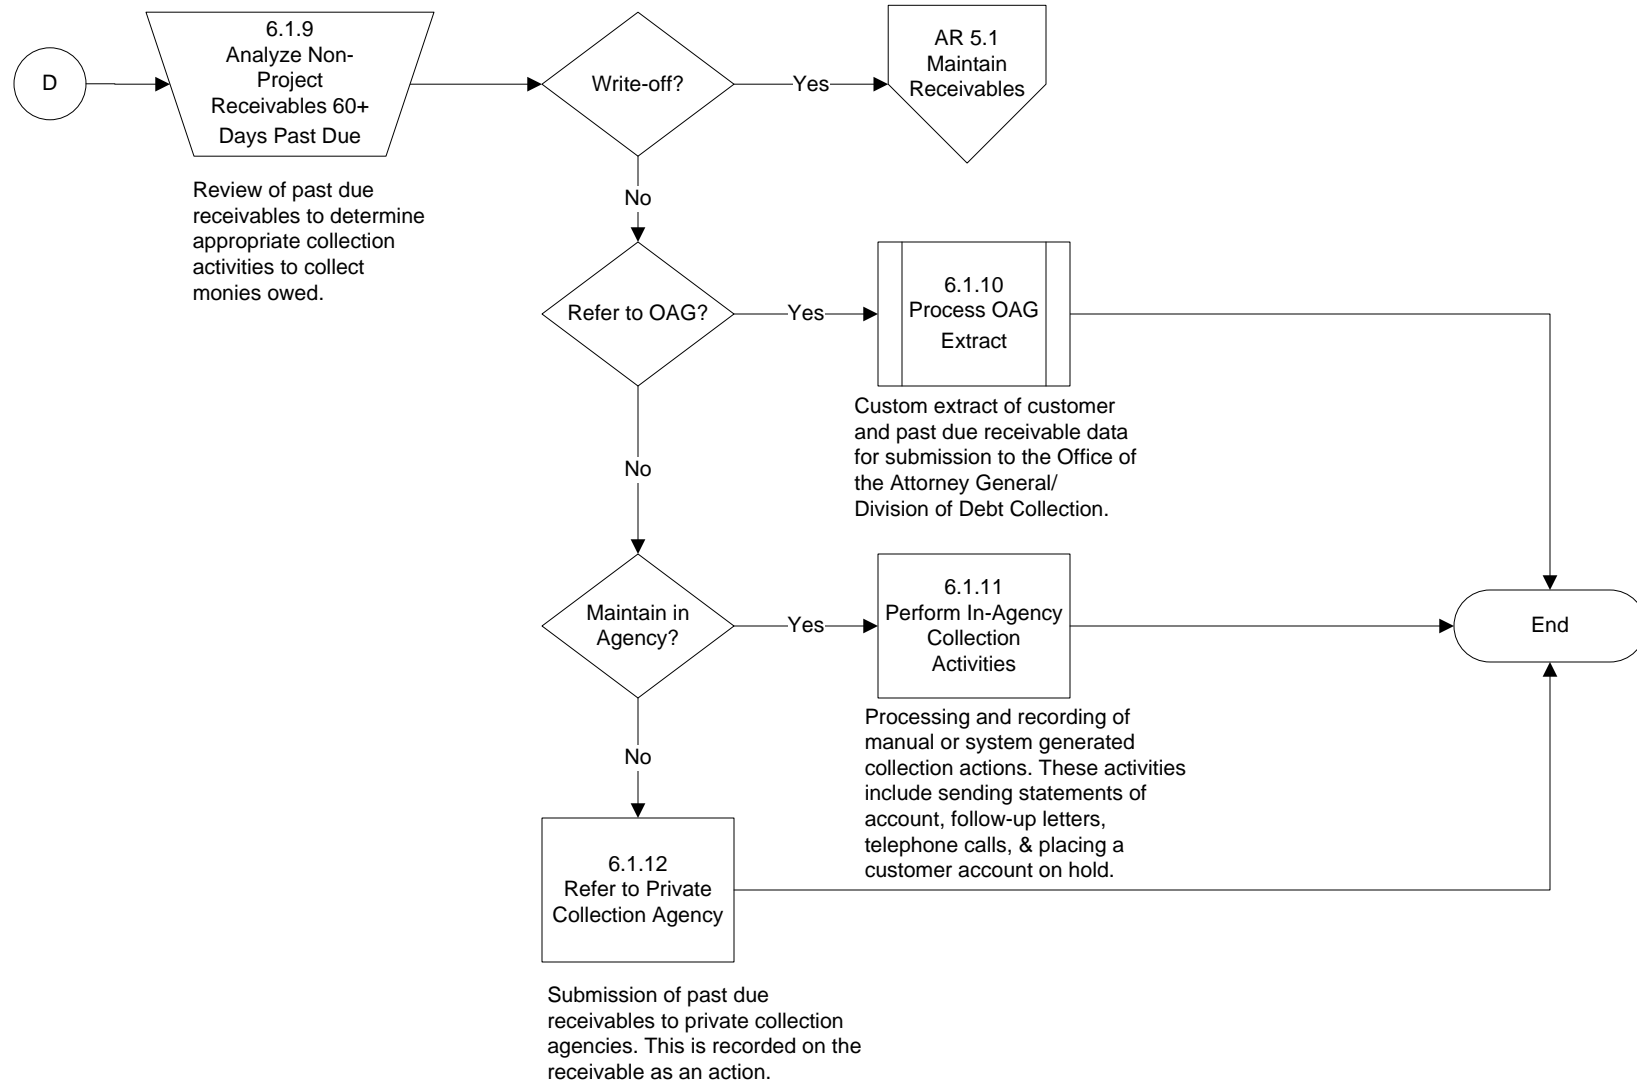 D
6.1.9
Analyze Non-
Project
Receivables 60+
Days Past Due
Review of past due
receivables to determine
appropriate collection
activities to collect
monies owed.
Write-off?
Yes
AR 5.1
Maintain
Receivables
No
Refer to OAG?
Yes
6.1.10
Process OAG
Extract
Custom extract of customer
and past due receivable data
for submission to the Office of
the Attorney General/
Division of Debt Collection.
No
Maintain in
Agency?
Yes
6.1.11
Perform In-Agency
Collection
Activities
End
Processing and recording of
manual or system generated
collection actions. These activities
include sending statements of
account, follow-up letters,
telephone calls, & placing a
customer account on hold.
No
6.1.12
Refer to Private
Collection Agency
Submission of past due
receivables to private collection
agencies. This is recorded on the
receivable as an action.